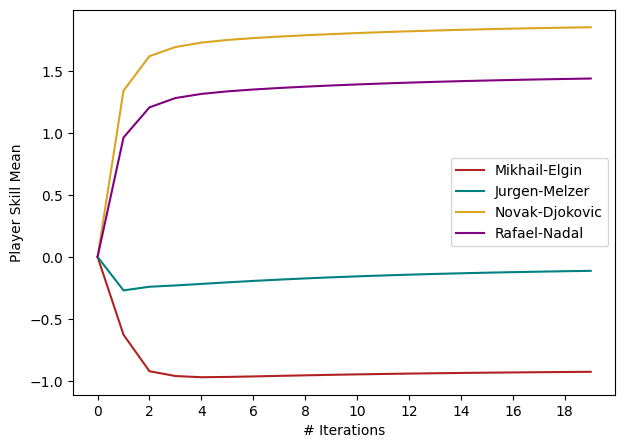 Player Skill Mean
1.5
1.0
0.5
0.0
−0.5
−1.0
Mikhail-Elgin
Jurgen-Melzer
Novak-Djokovic
Rafael-Nadal
0 2 4 6 8 10 12 14 16 18
# Iterations